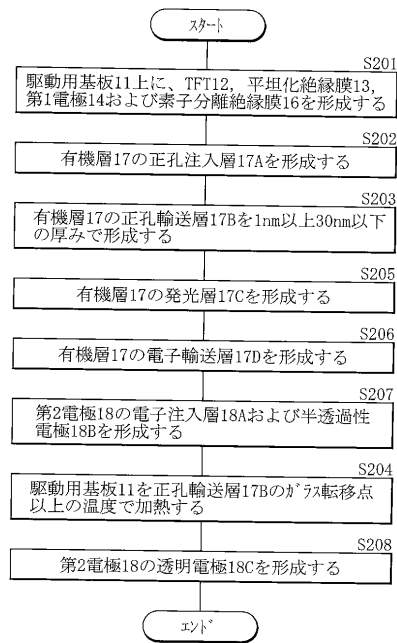 スタート
S201
駆動用基板11上に、TFT12, 平坦化絶縁膜13,
第1電極14および素子分離絶縁膜16を形成する
S202
有機層17の正孔注入層17Aを形成する
S203
有機層17の正孔輸送層17Bを1nm以上30nm以下
の厚みで形成する
S205
有機層17の発光層17Cを形成する
S206
有機層17の電子輸送層17Dを形成する
S207
第2電極18の電子注入層18Aおよび半透過性
電極18Bを形成する
S204
駆動用基板11を正孔輸送層17Bのガラス転移点
以上の温度で加熱する
S208
第2電極18の透明電極18Cを形成する
エンド